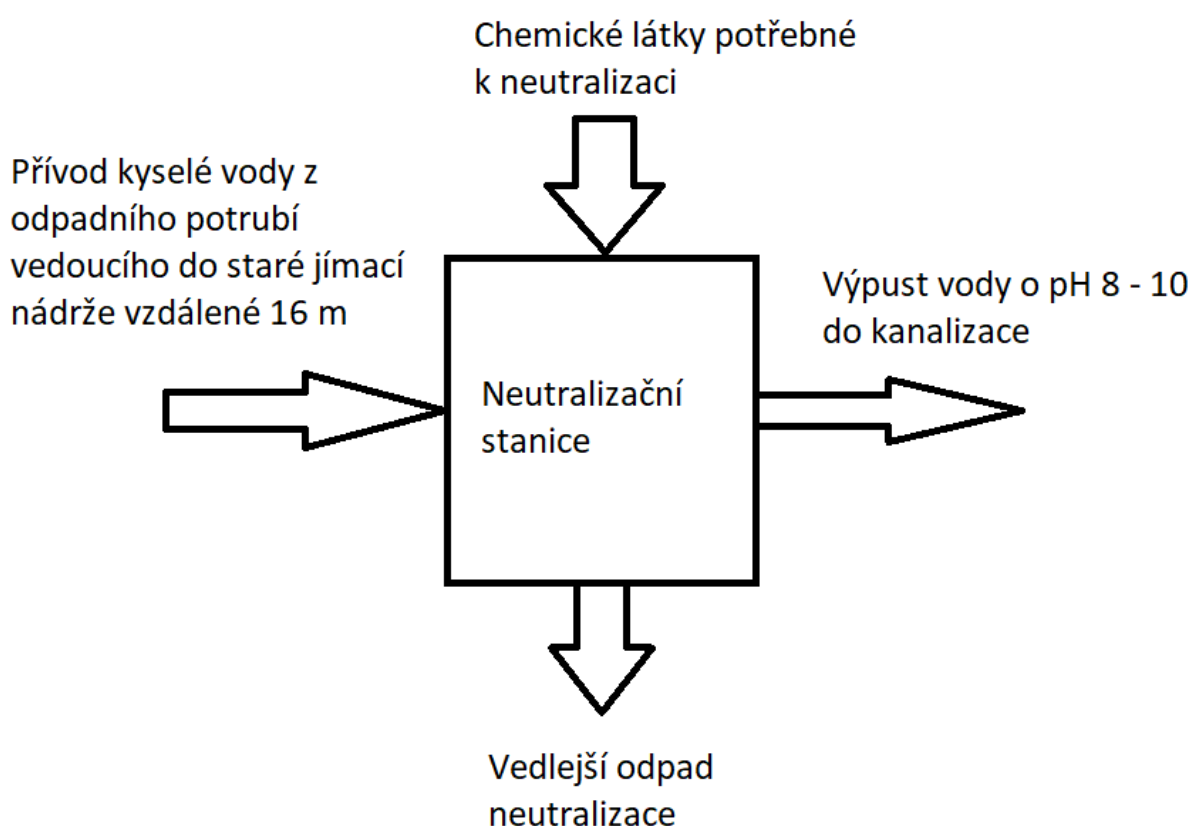 Chemické látky potřebné
k neutralizaci
Přívod kyselé vody z
odpadního potrubí
vedoucího do staré jímací
nádrže vzdálené 16 m
Neutralizační
stanice
Výpust vody o pH 8 - 10
do kanalizace
Vedlejší odpad
neutralizace